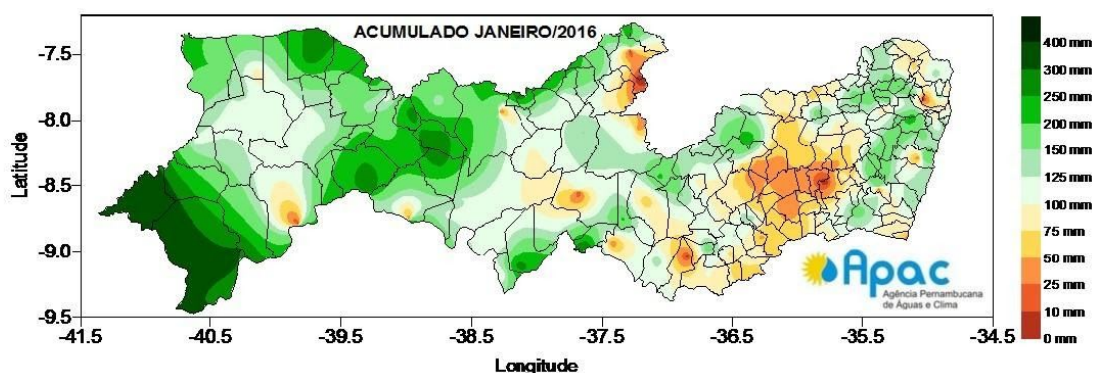 ACUMULADO JANEIRO/2016
-7.5
-8.0
-8.5
-9.0
-9.5
Latitude
-41.5 -40.5 -39.5 -38.5 -37.5 -36.5 -35.5 -34.5
Longitude
Apac
Agência Pernambucana
de Águas e Clima
400 mm
300 mm
250 mm
200 mm
125 mm
100 mm
75 mm
50 mm
25 mm
10 mm
0 mm